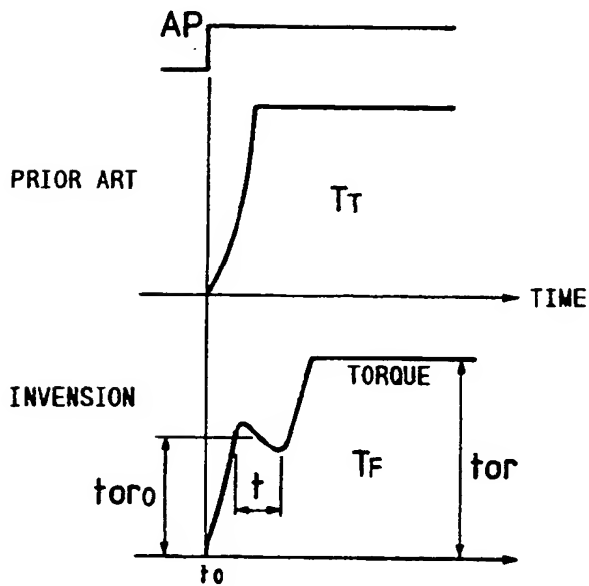 AP
PRIOR ART
TT
TIME
INVENSION
TORQUE
toro
t
TF
tor
to